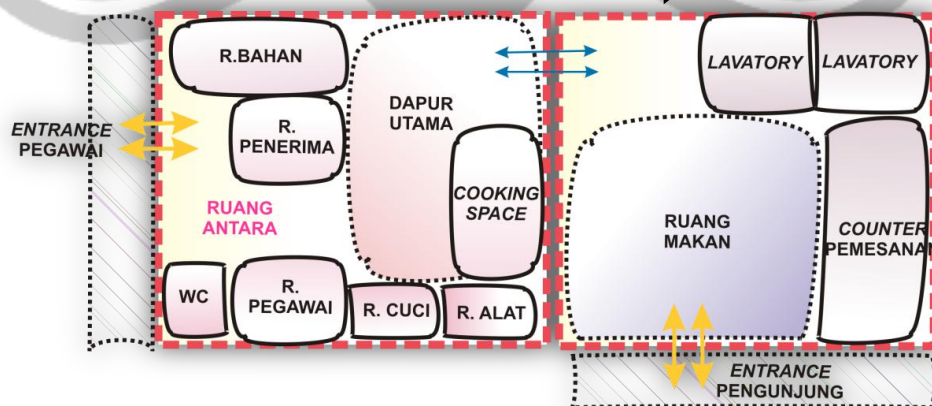 R.BAHAN
R.
PENERIMA
DAPUR
UTAMA
COOKING
SPACE
ENTRANCE
PEGAWAI
RUANG
ANTARA
WC
R.
PEGAWAI
R. CUCI
R. ALAT
LAVATORY
LAVATORY
RUANG
MAKAN
COUNTER
PEMESANAN
ENTRANCE
PENGUNJUNG